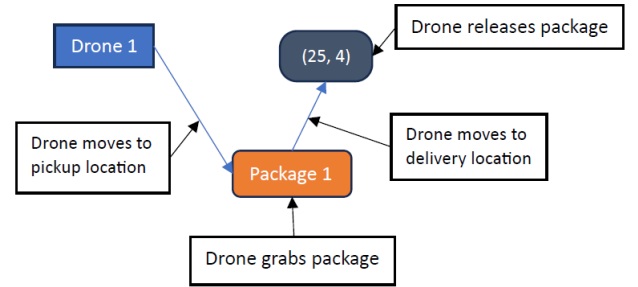 Drone 1
(25, 4)
Drone releases package
Drone moves to
pickup location
Drone moves to
delivery location
Package 1
Drone grabs package